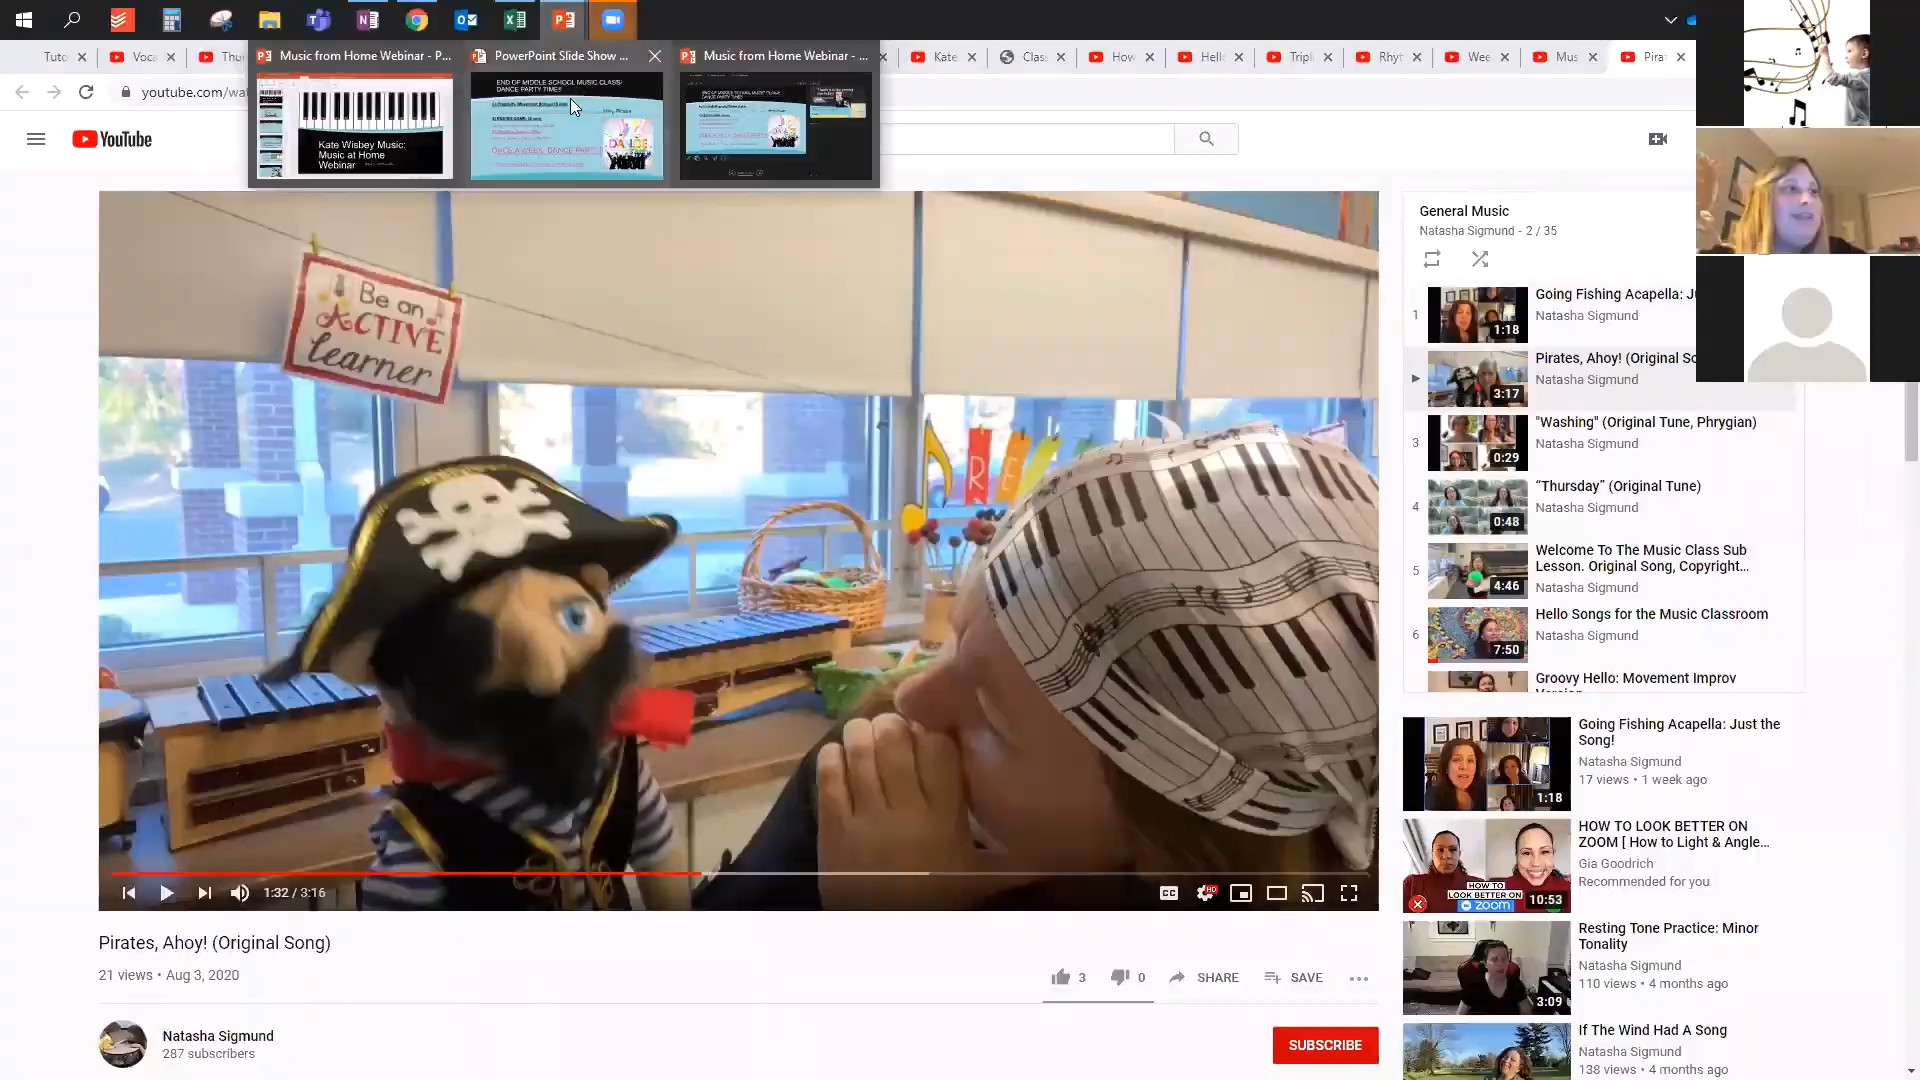 Music from Home Webinar - P...
PowerPoint Slide Show ...
Music from Home Webinar - ...
END OF MIDDLE SCHOOL MUSIC CLASS/
DANCE PARTY TIME!!
Kate Wisbey Music:
Music at Home
Webinar
Tuto
Voca
Thu
Kate
Clas
How
Hello
Tripl
Rhyt
Wee
Mus
Pirat
youtube.com/wa
YouTube
Be an
ACTIVE
learner
RE
1:32 / 3:16
CC
HD
Pirates, Ahoy! (Original Song)
21 views • Aug 3, 2020
3
0
SHARE
SAVE
Natasha Sigmund
287 subscribers
SUBSCRIBE
General Music
Natasha Sigmund - 2 / 35
1
1:18
Going Fishing Acapella: Ju
Natasha Sigmund
3:17
Pirates, Ahoy! (Original So
Natasha Sigmund
3
0:29
"Washing" (Original Tune, Phrygian)
Natasha Sigmund
4
0:48
“Thursday” (Original Tune)
Natasha Sigmund
5
4:46
Welcome To The Music Class Sub
Lesson. Original Song, Copyright...
Natasha Sigmund
6
7:50
Hello Songs for the Music Classroom
Natasha Sigmund
Groovy Hello: Movement Improv
Version
1:18
Going Fishing Acapella: Just the
Song!
Natasha Sigmund
17 views • 1 week ago
HOW TO
LOOK BETTER ON
zoom
10:53
HOW TO LOOK BETTER ON
ZOOM [ How to Light & Angle...
Gia Goodrich
Recommended for you
3:09
Resting Tone Practice: Minor
Tonality
Natasha Sigmund
110 views • 4 months ago
If The Wind Had A Song
Natasha Sigmund
138 views • 4 months ago